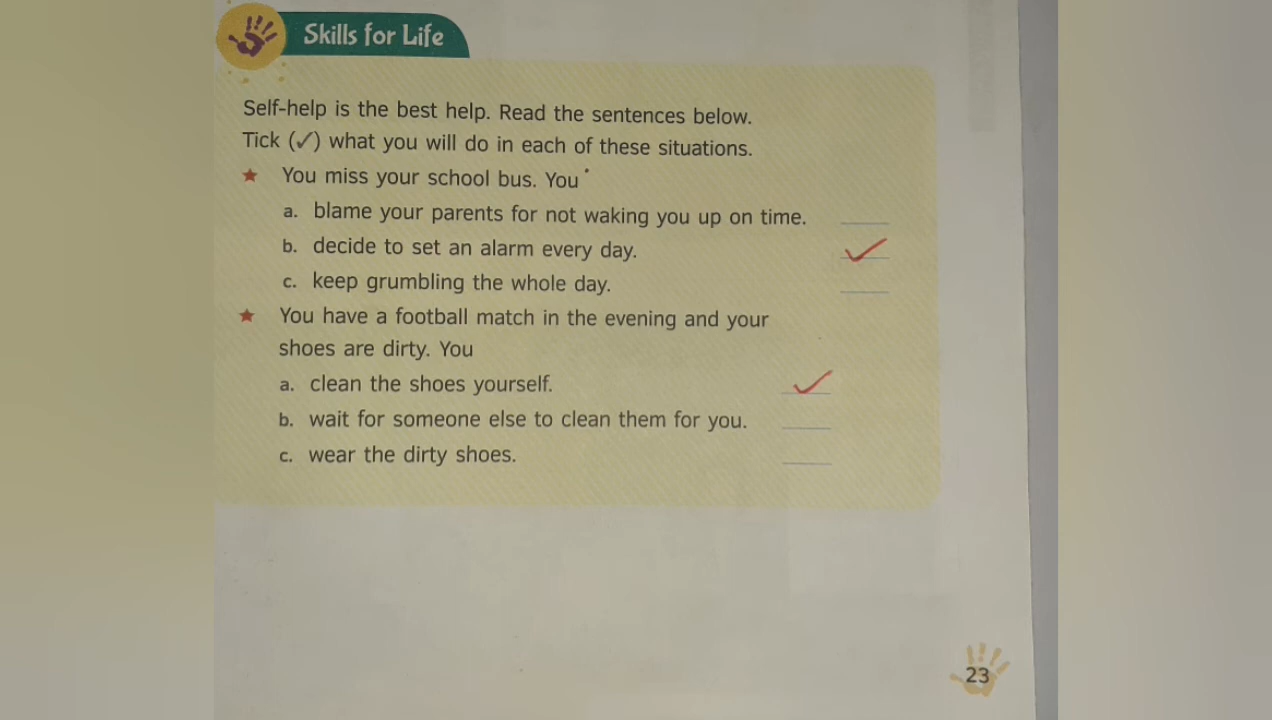 Skills for Life
Self-help is the best help. Read the sentences below.
Tick (✓) what you will do in each of these situations.
★ You miss your school bus. You
a. blame your parents for not waking you up on time. ____
b. decide to set an alarm every day. ✓
c. keep grumbling the whole day. ____
★ You have a football match in the evening and your
shoes are dirty. You
a. clean the shoes yourself. ✓
b. wait for someone else to clean them for you. ____
c. wear the dirty shoes. ____
23